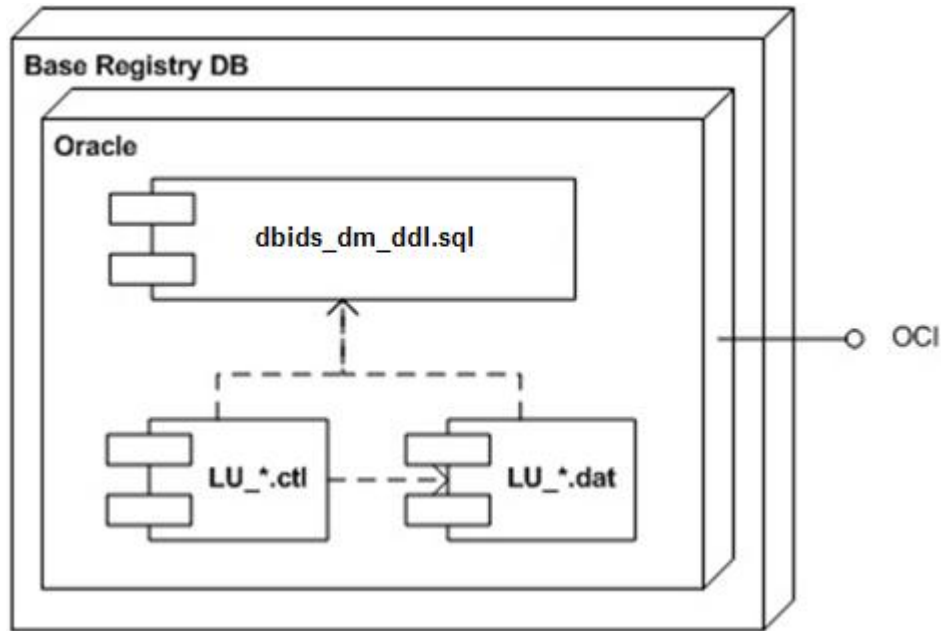 Base Registry DB
Oracle
dbids_dm_ddl.sql
OCI
LU_*.ctl
LU_*.dat